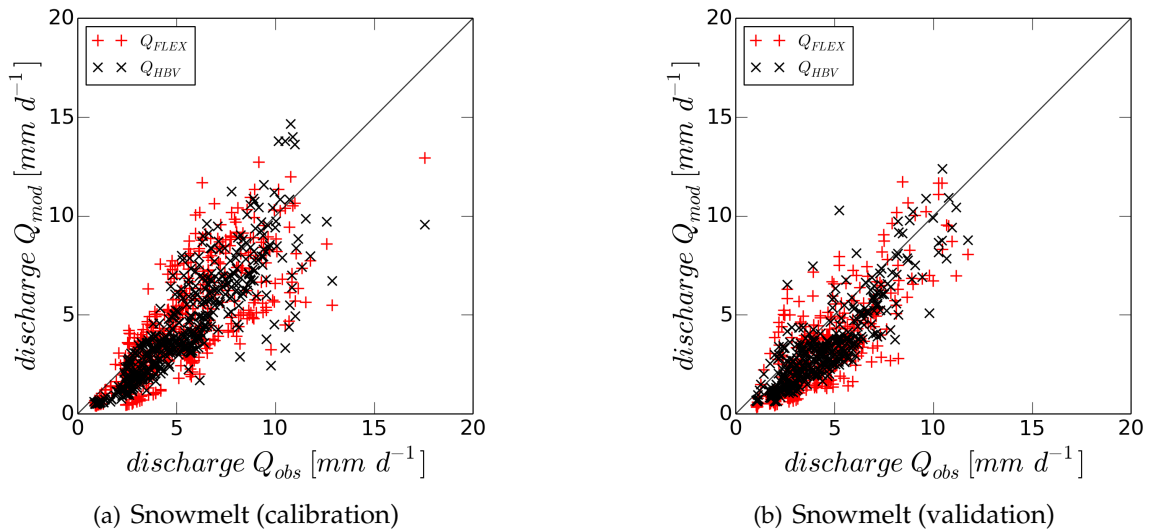 20
15
10
5
0
discharge Q_mod [mm d^−1]
Q_FLEX
Q_HBV
0 5 10 15 20
discharge Q_obs [mm d^−1]
(a) Snowmelt (calibration)
20
15
10
5
0
discharge Q_mod [mm d^−1]
Q_FLEX
Q_HBV
0 5 10 15 20
discharge Q_obs [mm d^−1]
(b) Snowmelt (validation)